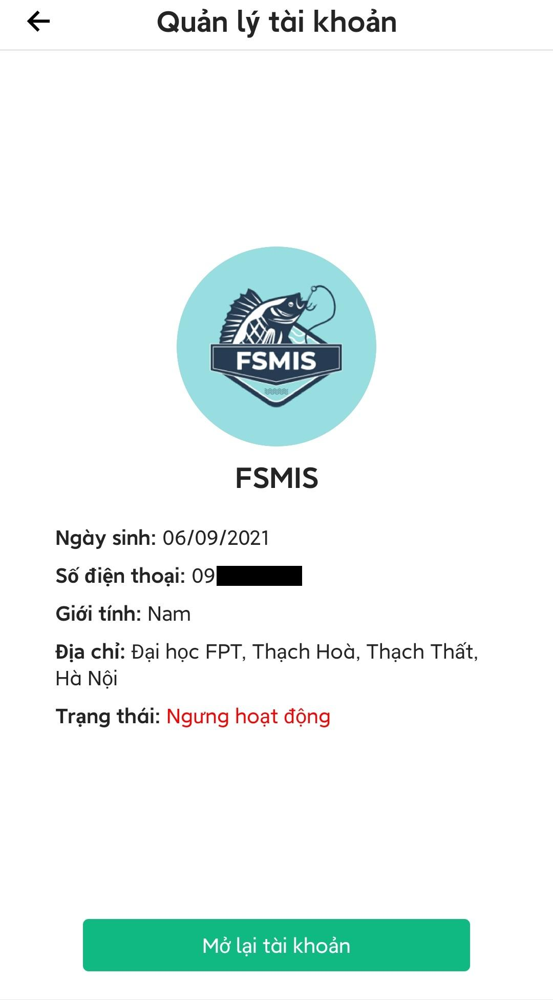 Quản lý tài khoản
FSMIS
FSMIS
Ngày sinh: 06/09/2021
Số điện thoại: 09
Giới tính: Nam
Địa chỉ: Đại học FPT, Thạch Hoà, Thạch Thất,
Hà Nội
Trạng thái: Ngưng hoạt động
Mở lại tài khoản